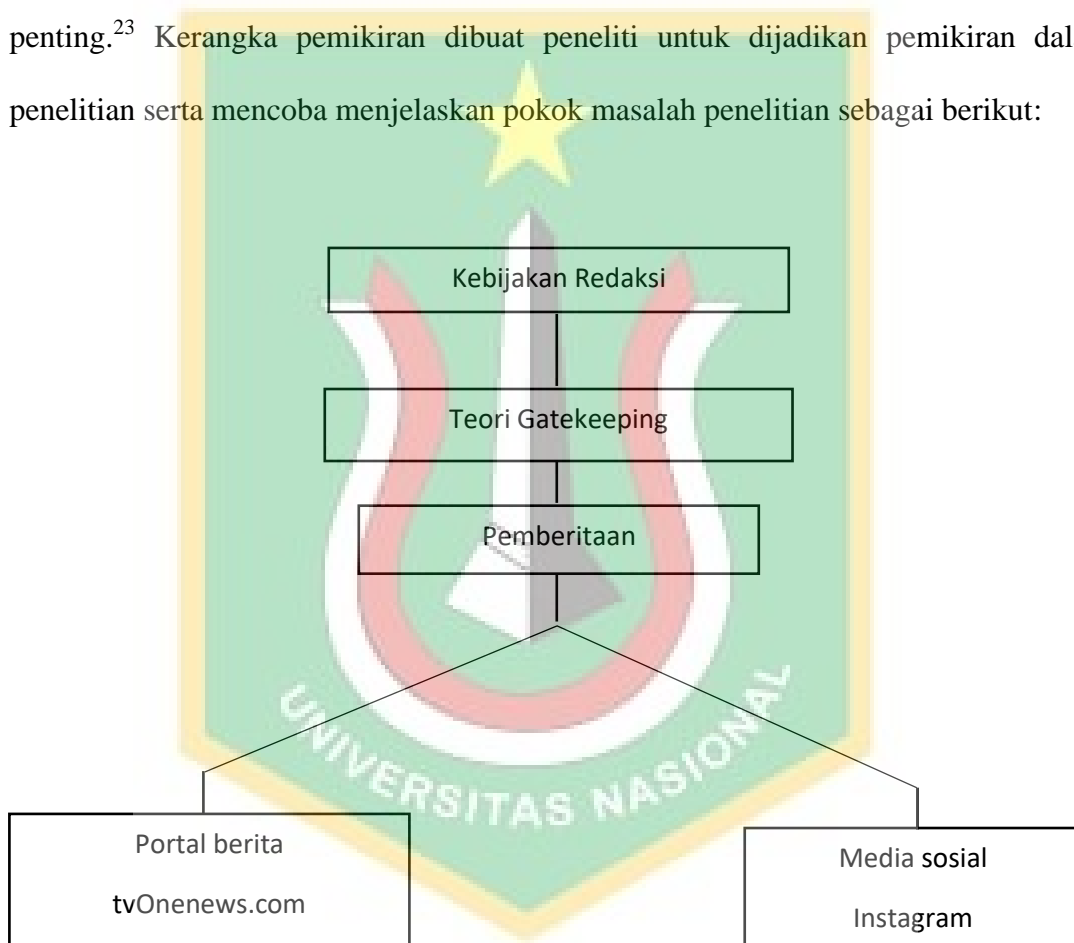 penting.23 Kerangka pemikiran dibuat peneliti untuk dijadikan pemikiran dal
penelitian serta mencoba menjelaskan pokok masalah penelitian sebagai berikut:
Kebijakan Redaksi
Teori Gatekeeping
Pemberitaan
UNIVERSITAS NASIONAL
Portal berita
tvOnenews.com
Media sosial
Instagram